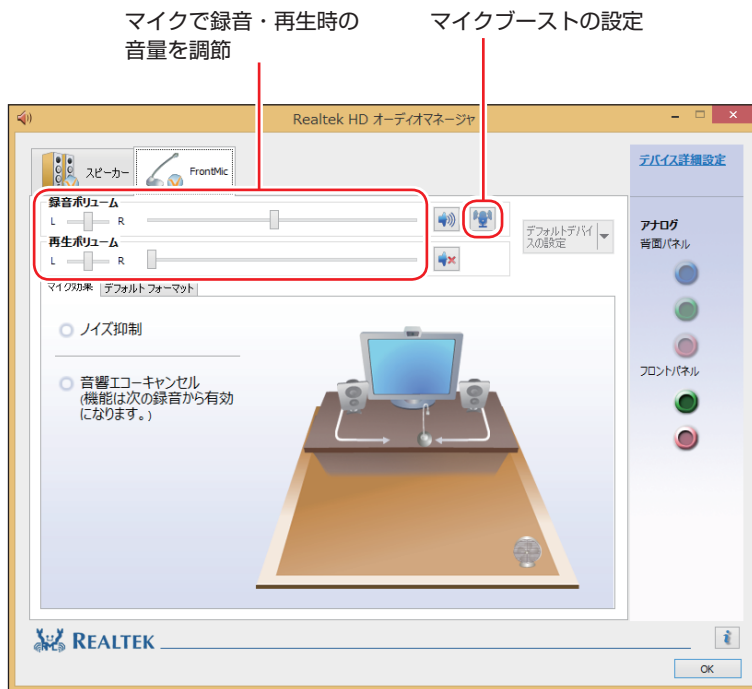 マイクで録音・再生時の
音量を調節
マイクブーストの設定
Realtek HD オーディオマネージャ
スピーカー
FrontMic
デバイス詳細設定
録音ボリューム
L R
再生ボリューム
L R
デフォルトデバイ
スの設定
アナログ
背面パネル
マイク効果
デフォルト フォーマット
ノイズ抑制
音響エコーキャンセル
(機能は次の録音から有効
になります。)
フロントパネル
REALTEK
i
OK